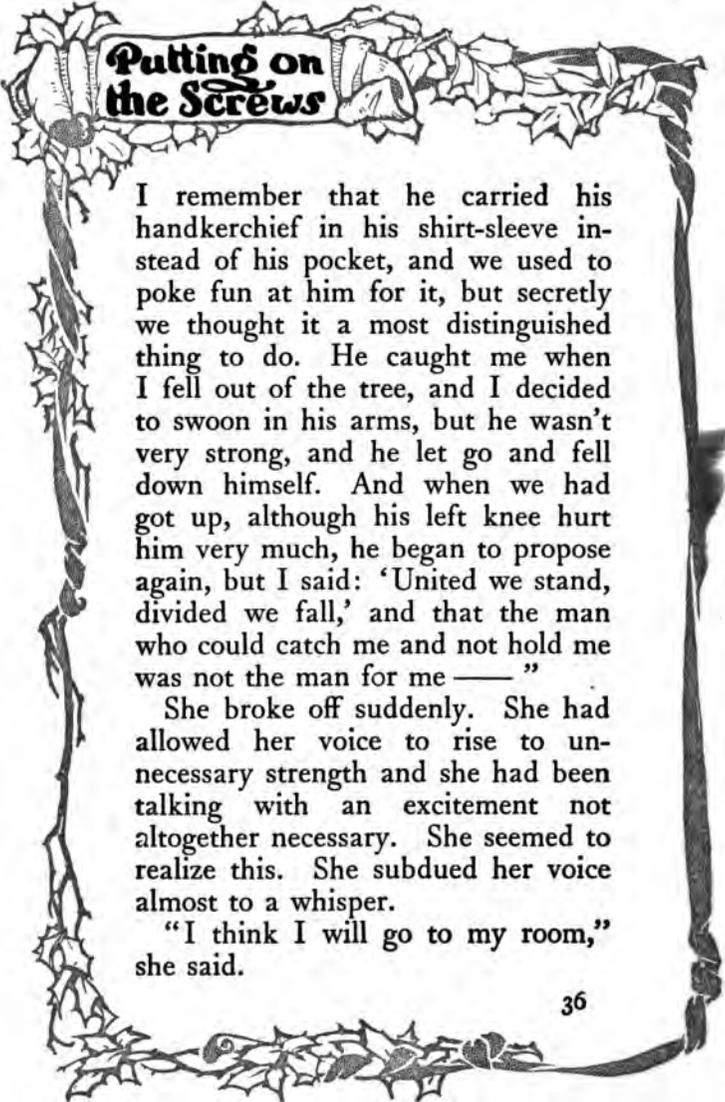 Putting on
the Screws
I remember that he carried his
handkerchief in his shirt-sleeve in-
stead of his pocket, and we used to
poke fun at him for it, but secretly
we thought it a most distinguished
thing to do. He caught me when
I fell out of the tree, and I decided
to swoon in his arms, but he wasn't
very strong, and he let go and fell
down himself. And when we had
got up, although his left knee hurt
him very much, he began to propose
again, but I said: ‘United we stand,
divided we fall,’ and that the man
who could catch me and not hold me
was not the man for me —— ”
She broke off suddenly. She had
allowed her voice to rise to un-
necessary strength and she had been
talking with an excitement not
altogether necessary. She seemed to
realize this. She subdued her voice
almost to a whisper.
“I think I will go to my room,”
she said.
36